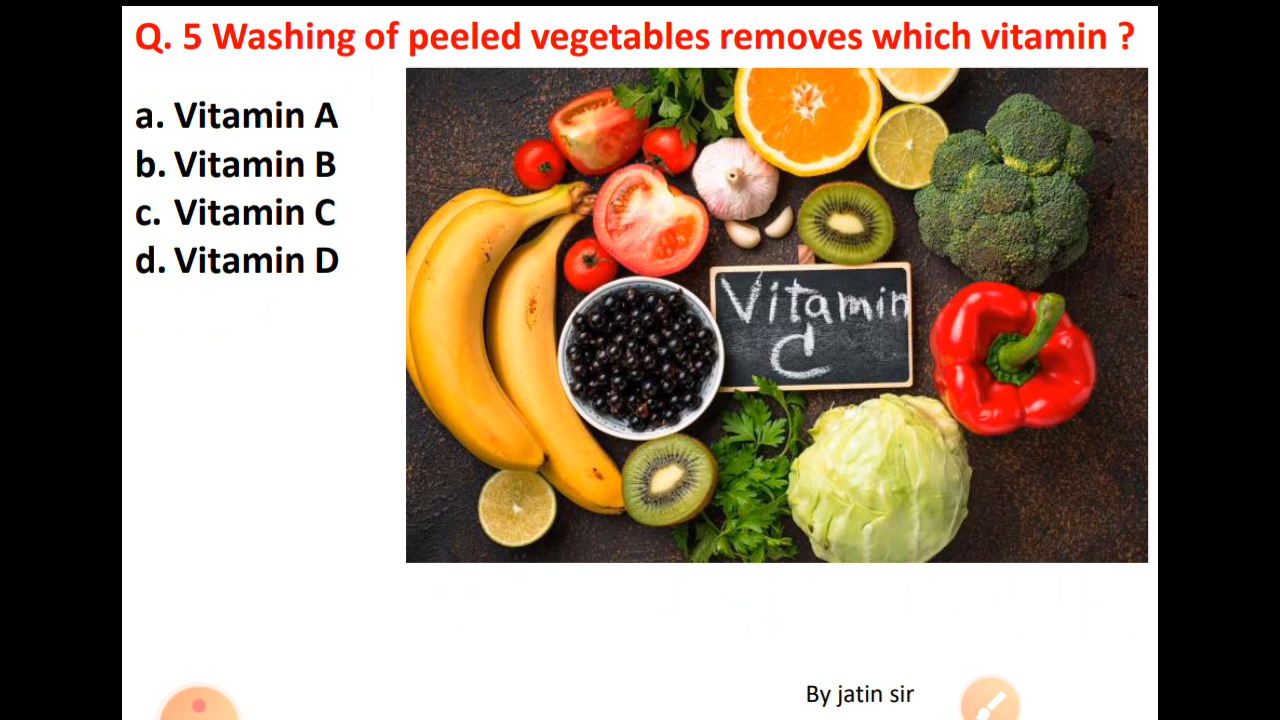 Q. 5 Washing of peeled vegetables removes which vitamin ?
a. Vitamin A
b. Vitamin B
c. Vitamin C
d. Vitamin D
Vitamin
C
By jatin sir